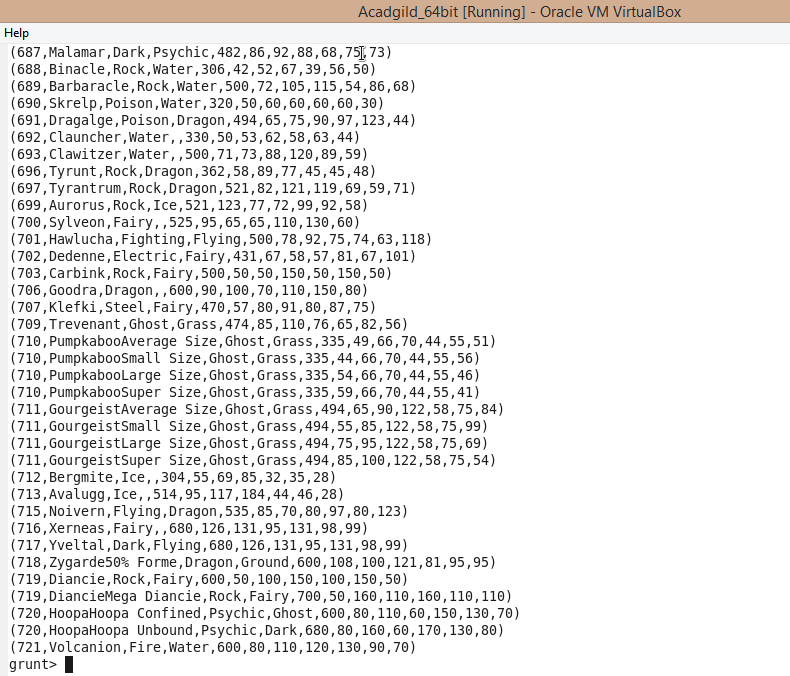 Acadgild_64bit [Running] - Oracle VM VirtualBox
Help
(687,Malamar,Dark,Psychic,482,86,92,88,68,75,73)
(688,Binacle,Rock,Water,306,42,52,67,39,56,50)
(689,Barbaracle,Rock,Water,500,72,105,115,54,86,68)
(690,Skrelp,Poison,Water,320,50,60,60,60,60,30)
(691,Dragalge,Poison,Dragon,494,65,75,90,97,123,44)
(692,Clauncher,Water,,330,50,53,62,58,63,44)
(693,Clawitzer,Water,,500,71,73,88,120,89,59)
(696,Tyrunt,Rock,Dragon,362,58,89,77,45,45,48)
(697,Tyrantrum,Rock,Dragon,521,82,121,119,69,59,71)
(699,Aurorus,Rock,Ice,521,123,77,72,99,92,58)
(700,Sylveon,Fairy,,525,95,65,65,110,130,60)
(701,Hawlucha,Fighting,Flying,500,78,92,75,74,63,118)
(702,Dedenne,Electric,Fairy,431,67,58,57,81,67,101)
(703,Carbink,Rock,Fairy,500,50,50,150,50,150,50)
(706,Goodra,Dragon,,600,90,100,70,110,150,80)
(707,Klefki,Steel,Fairy,470,57,80,91,80,87,75)
(709,Trevenant,Ghost,Grass,474,85,110,76,65,82,56)
(710,PumpkabooAverage Size,Ghost,Grass,335,49,66,70,44,55,51)
(710,PumpkabooSmall Size,Ghost,Grass,335,44,66,70,44,55,56)
(710,PumpkabooLarge Size,Ghost,Grass,335,54,66,70,44,55,46)
(710,PumpkabooSuper Size,Ghost,Grass,335,59,66,70,44,55,41)
(711,GourgeistAverage Size,Ghost,Grass,494,65,90,122,58,75,84)
(711,GourgeistSmall Size,Ghost,Grass,494,55,85,122,58,75,99)
(711,GourgeistLarge Size,Ghost,Grass,494,75,95,122,58,75,69)
(711,GourgeistSuper Size,Ghost,Grass,494,85,100,122,58,75,54)
(712,Bergmite,Ice,,304,55,69,85,32,35,28)
(713,Avalugg,Ice,,514,95,117,184,44,46,28)
(715,Noivern,Flying,Dragon,535,85,70,80,97,80,123)
(716,Xerneas,Fairy,,680,126,131,95,131,98,99)
(717,Yveltal,Dark,Flying,680,126,131,95,131,98,99)
(718,Zygarde50% Forme,Dragon,Ground,600,108,100,121,81,95,95)
(719,Diancie,Rock,Fairy,600,50,100,150,100,150,50)
(719,DiancieMega Diancie,Rock,Fairy,700,50,160,110,160,110,110)
(720,HoopaHoopa Confined,Psychic,Ghost,600,80,110,60,150,130,70)
(720,HoopaHoopa Unbound,Psychic,Dark,680,80,160,60,170,130,80)
(721,Volcanion,Fire,Water,600,80,110,120,130,90,70)
grunt>